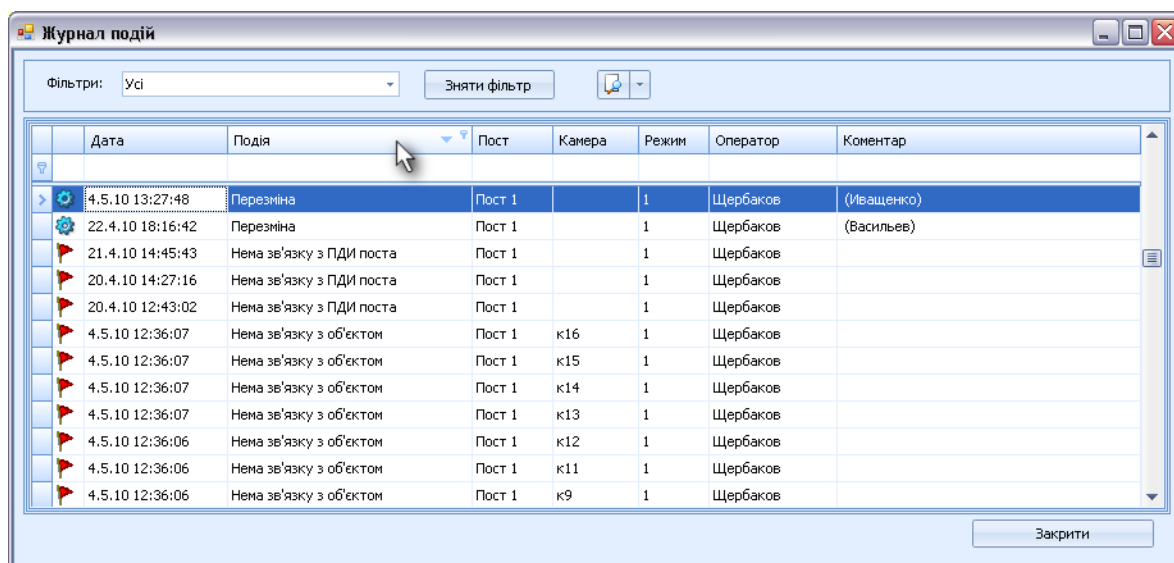 Журнал подій
Фільтри: Усі Зняти фільтр
Дата Подія Пост Камера Режим Оператор Коментар
4.5.10 13:27:48 Перезміна Пост 1 1 Щербаков (Иващенко)
22.4.10 18:16:42 Перезміна Пост 1 1 Щербаков (Васильев)
21.4.10 14:45:43 Нема зв'язку з ПДИ поста Пост 1 1 Щербаков
20.4.10 14:27:16 Нема зв'язку з ПДИ поста Пост 1 1 Щербаков
20.4.10 12:43:02 Нема зв'язку з ПДИ поста Пост 1 1 Щербаков
4.5.10 12:36:07 Нема зв'язку з об'єктом Пост 1 к16 1 Щербаков
4.5.10 12:36:07 Нема зв'язку з об'єктом Пост 1 к15 1 Щербаков
4.5.10 12:36:07 Нема зв'язку з об'єктом Пост 1 к14 1 Щербаков
4.5.10 12:36:07 Нема зв'язку з об'єктом Пост 1 к13 1 Щербаков
4.5.10 12:36:06 Нема зв'язку з об'єктом Пост 1 к12 1 Щербаков
4.5.10 12:36:06 Нема зв'язку з об'єктом Пост 1 к11 1 Щербаков
4.5.10 12:36:06 Нема зв'язку з об'єктом Пост 1 к9 1 Щербаков
Закрити